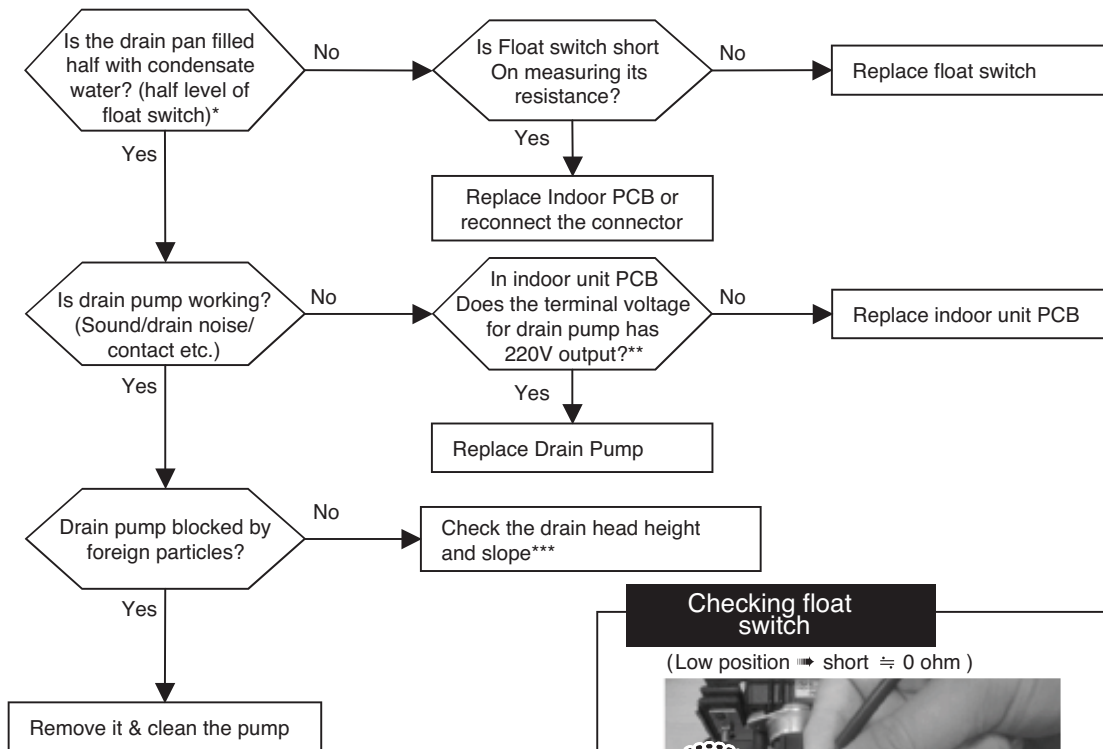 Is the drain pan filled
half with condensate
water? (half level of
float switch)*
No
Is Float switch short
On measuring its
resistance?
No
Replace float switch
Yes
Yes
Replace Indoor PCB or
reconnect the connector
Is drain pump working?
(Sound/drain noise/
contact etc.)
No
In indoor unit PCB
Does the terminal voltage
for drain pump has
220V output?**
No
Replace indoor unit PCB
Yes
Yes
Replace Drain Pump
Drain pump blocked by
foreign particles?
No
Check the drain head height
and slope***
Yes
Remove it & clean the pump
Checking float
switch
(Low position ➠ short ≒ 0 ohm )